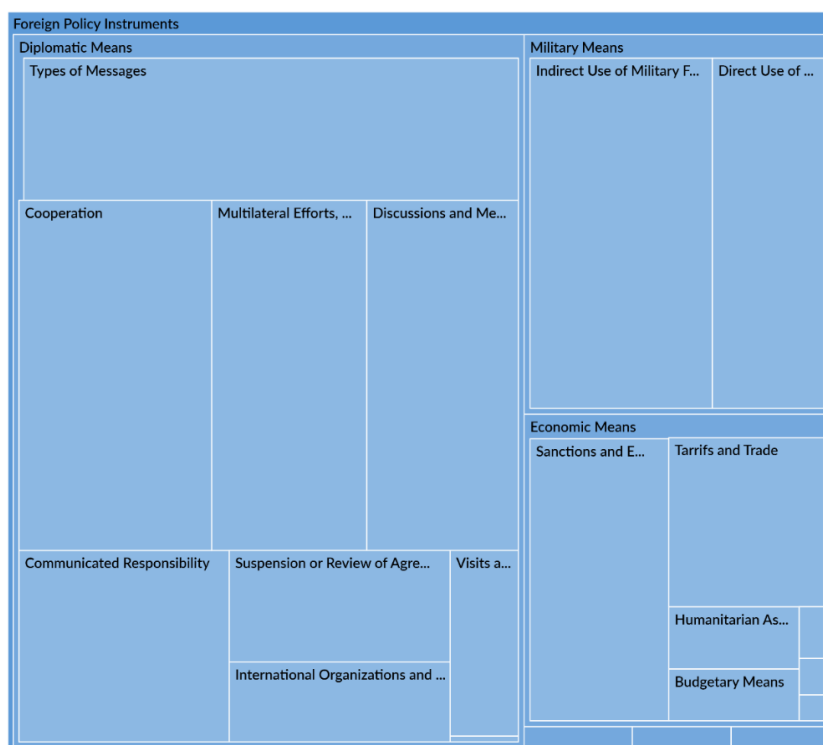 Foreign Policy Instruments
Diplomatic Means
Types of Messages
Cooperation
Multilateral Efforts, ...
Discussions and Me...
Communicated Responsibility
Suspension or Review of Agre...
Visits a...
International Organizations and ...
Military Means
Indirect Use of Military F...
Direct Use of ...
Economic Means
Sanctions and E...
Tarrifs and Trade
Humanitarian As...
Budgetary Means